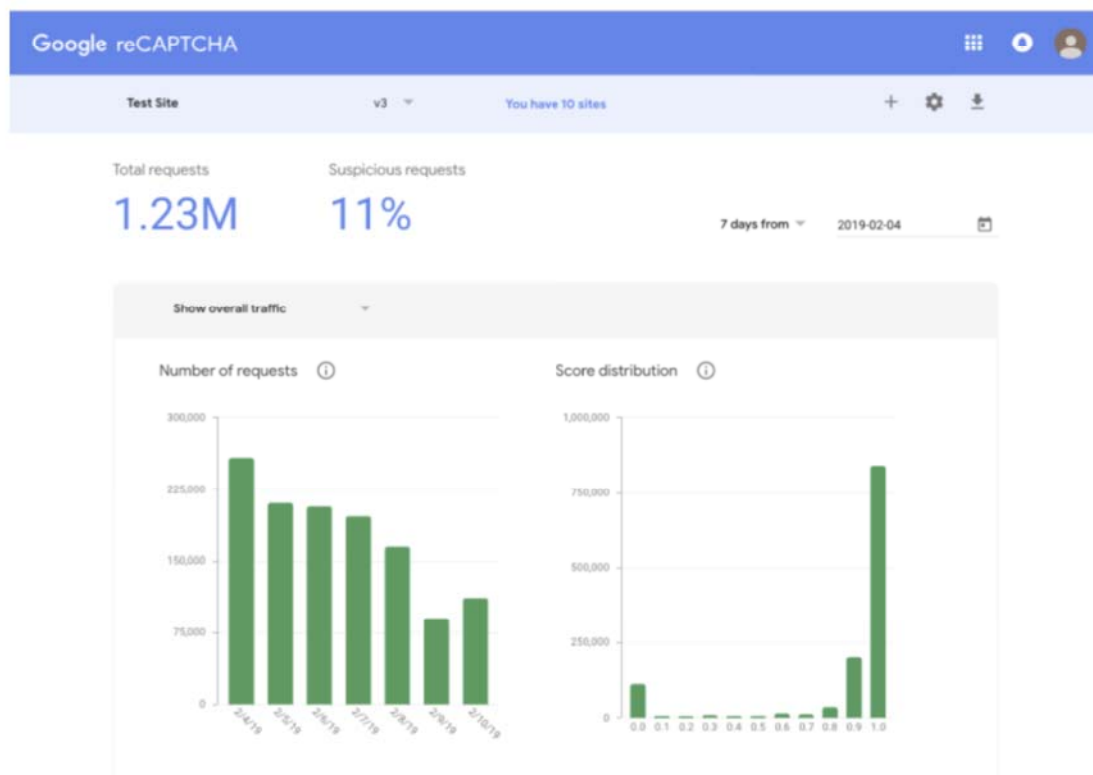 Google reCAPTCHA
Test Site v3 You have 10 sites
Total requests Suspicious requests
1.23M 11%
7 days from 2019-02-04
Show overall traffic
Number of requests Score distribution
300,000
225,000
150,000
75,000
0
2/4/19 2/5/19 2/6/19 2/7/19 2/8/19 2/9/19 2/10/19
1,000,000
750,000
500,000
250,000
0
0.0 0.1 0.2 0.3 0.4 0.5 0.6 0.7 0.8 0.9 1.0